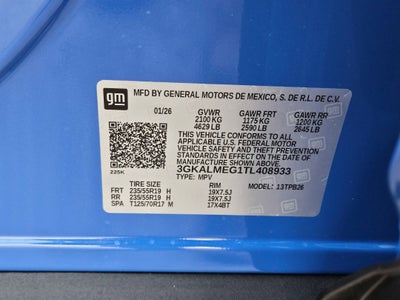 gm
MFD BY GENERAL MOTORS DE MEXICO, S. DE R.L. DE C.V.
01/26 GVWR GAWR FRT GAWR RR
2100 KG 1175 KG 1200 KG
4629 LB 2590 LB 2645 LB
THIS VEHICLE CONFORMS TO ALL
APPLICABLE U.S. FEDERAL MOTOR
VEHICLE SAFETY AND THEFT PREVENTION
STANDARDS IN EFFECT ON THE DATE OF
MANUFACTURE SHOWN ABOVE.
225K 3GKALMEG1TL408933
TYPE: MPV
TIRE SIZE RIM MODEL: 13TPB26
FRT 235/55R19 H 19X7.5J
RR 235/55R19 H 19X7.5J
SPA T125/70R17 M 17X4BT